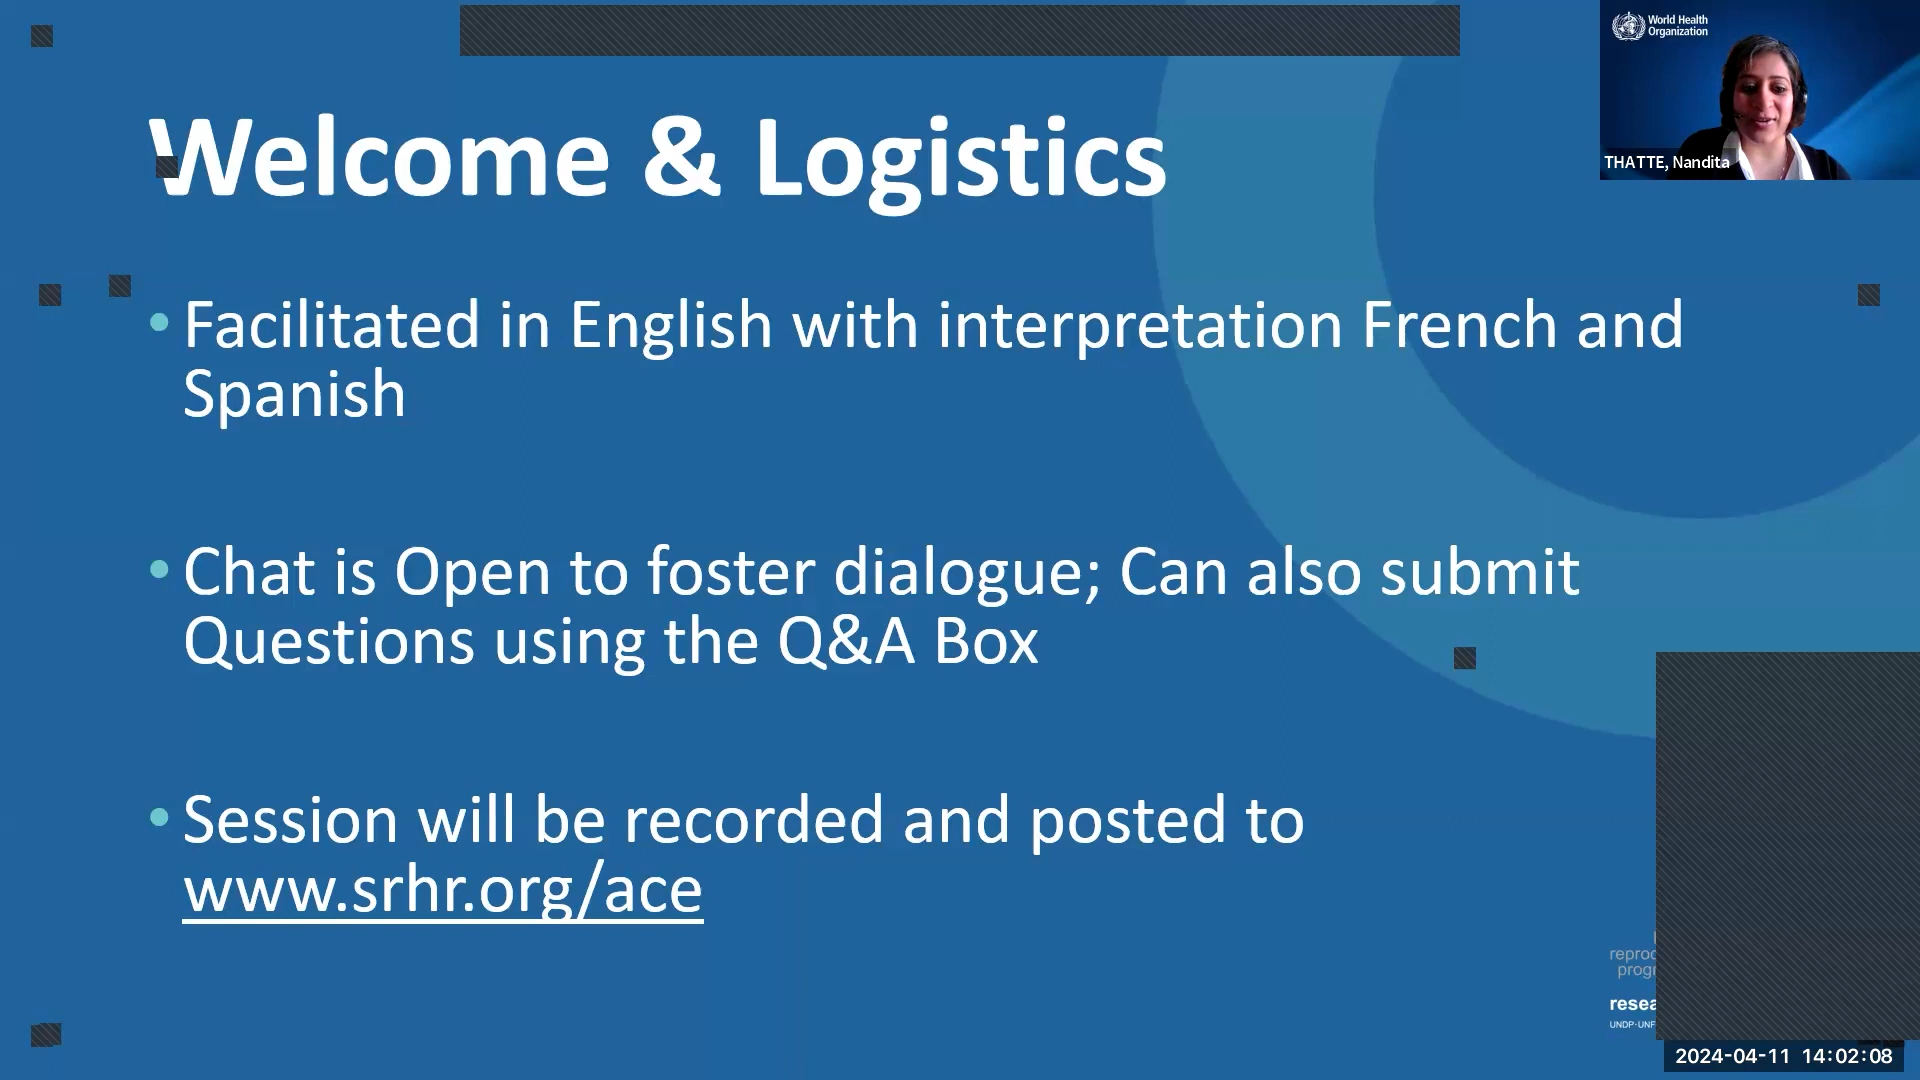 World Health
Organization
THATTE, Nandita
Welcome & Logistics
• Facilitated in English with interpretation French and
Spanish
• Chat is Open to foster dialogue; Can also submit
Questions using the Q&A Box
• Session will be recorded and posted to
www.srhr.org/ace
2024-04-11 14:02:08